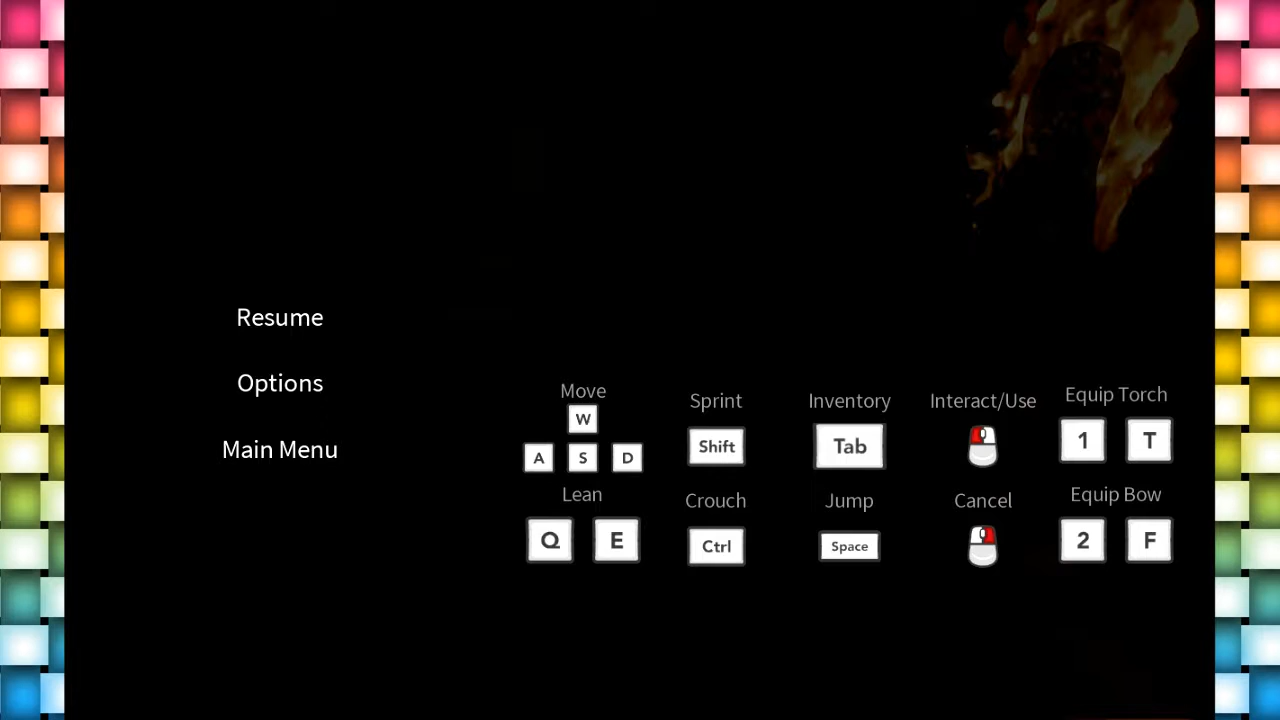 Resume
Options
Main Menu
Move
W
A S D
Sprint
Shift
Inventory
Tab
Interact/Use
Equip Torch
1 T
Lean
Q E
Crouch
Ctrl
Jump
Space
Cancel
Equip Bow
2 F